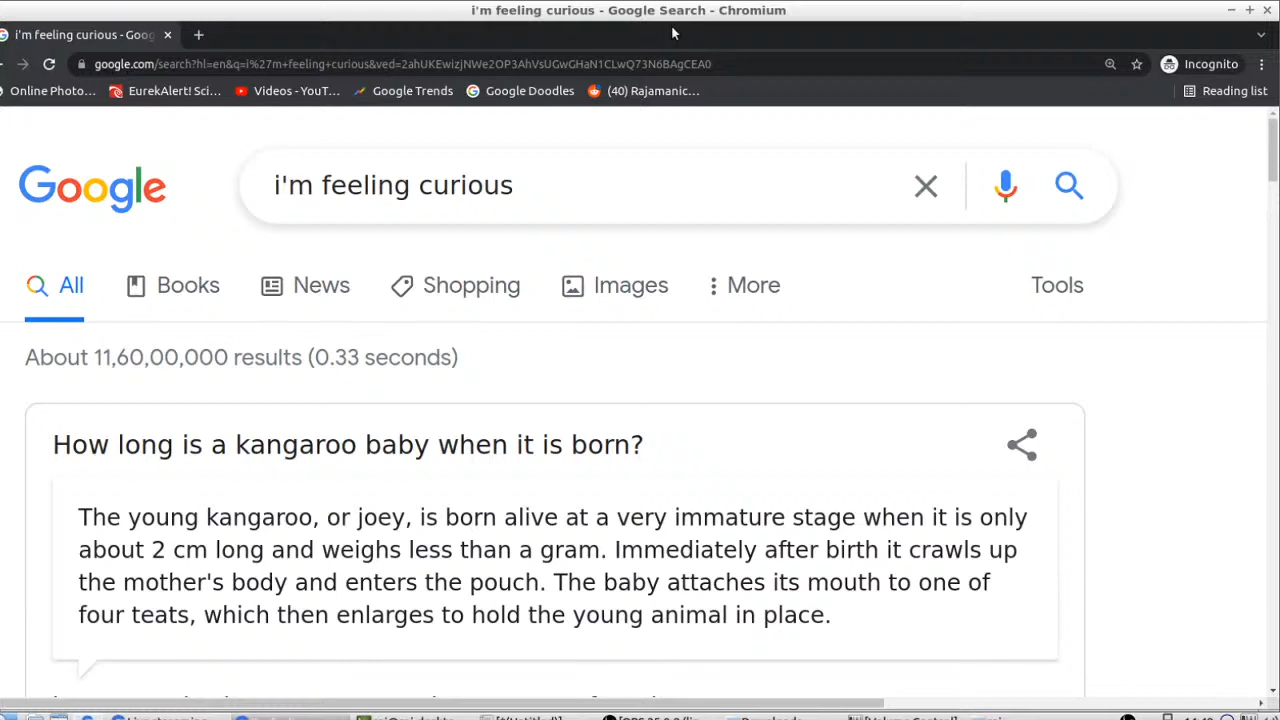 i'm feeling curious - Google Search - Chromium
i'm feeling curious - Goog
google.com/search?hl=en&q=i%27m+feeling+curious&ved=2ahUKEwizjNWe2OP3AhVsUGwGHaN1CLwQ73N6BAgCEA0
Incognito
Online Photo... EurekAlert! Sci... Videos - YouT... Google Trends Google Doodles (40) Rajamanic... Reading list
Google i'm feeling curious
All Books News Shopping Images More Tools
About 11,60,00,000 results (0.33 seconds)
How long is a kangaroo baby when it is born?
The young kangaroo, or joey, is born alive at a very immature stage when it is only
about 2 cm long and weighs less than a gram. Immediately after birth it crawls up
the mother's body and enters the pouch. The baby attaches its mouth to one of
four teats, which then enlarges to hold the young animal in place.